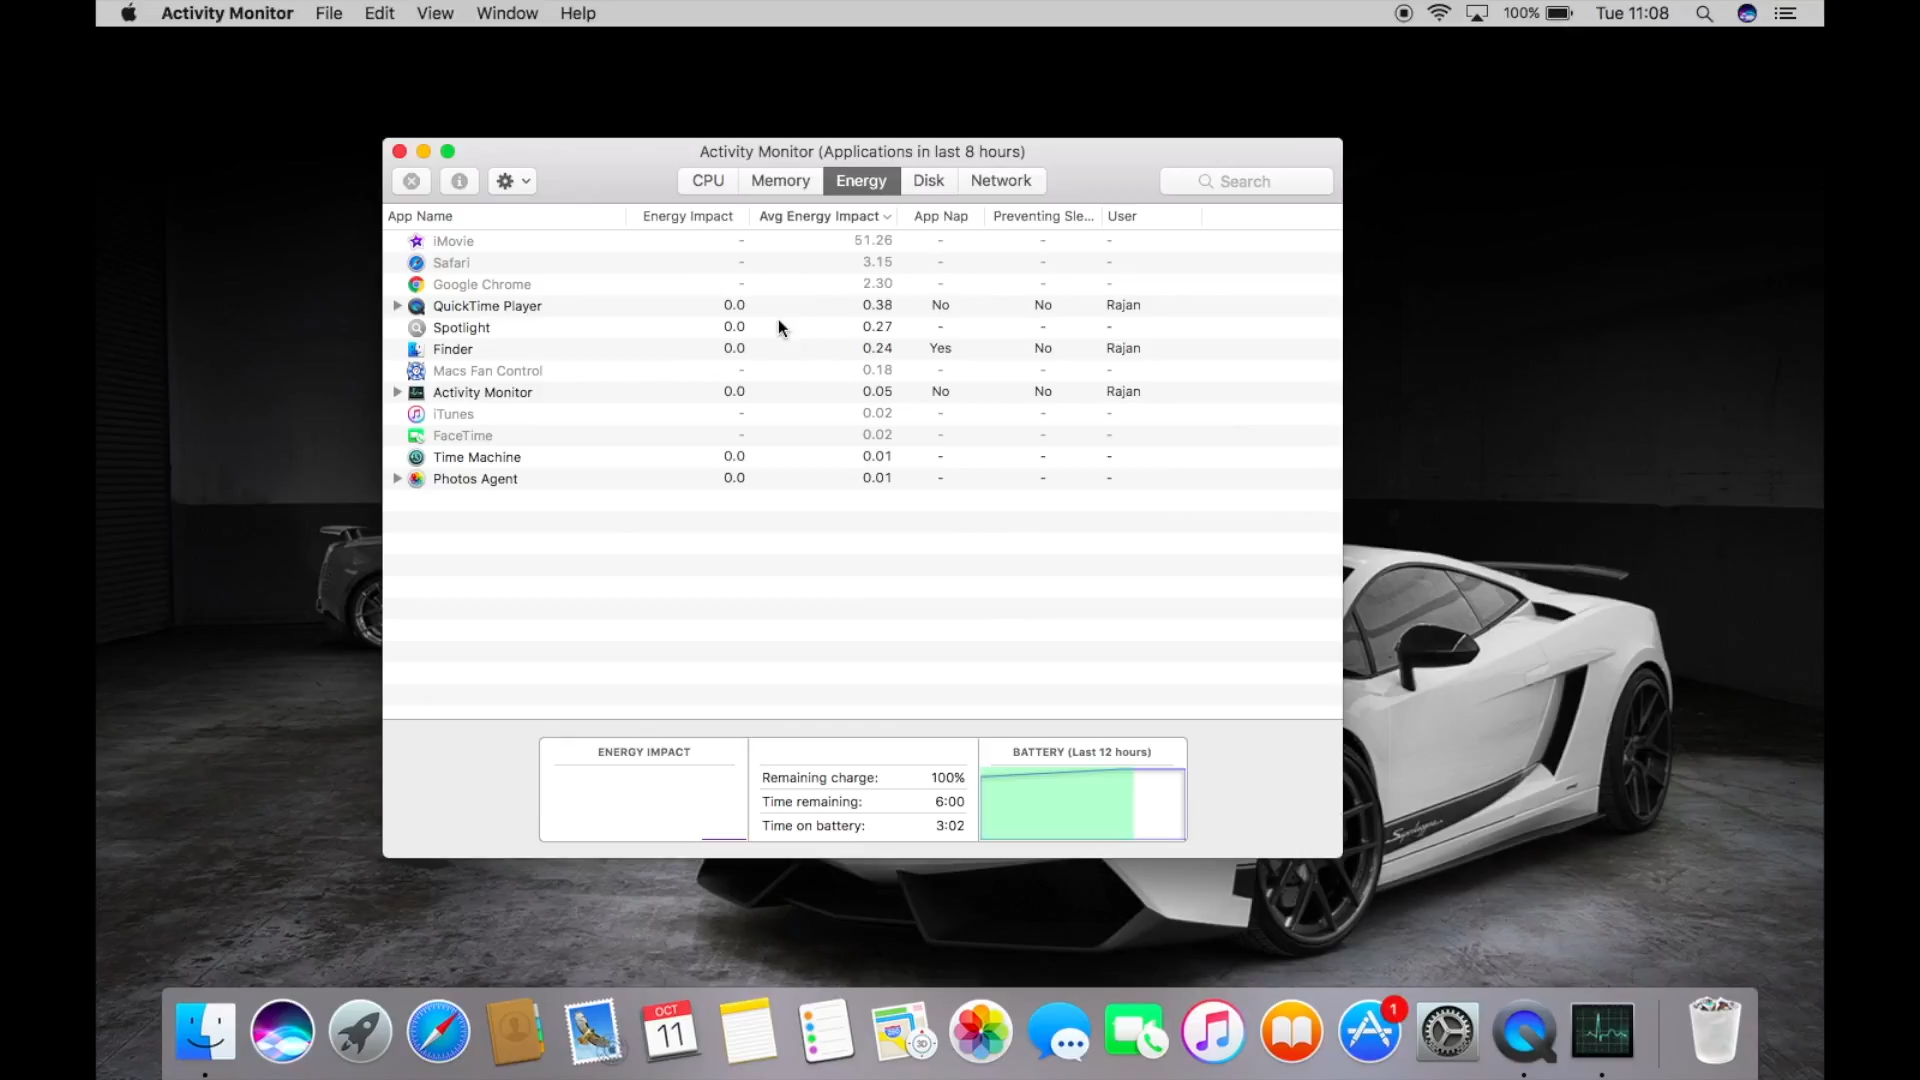 Activity Monitor File Edit View Window Help 100% Tue 11:08
Activity Monitor (Applications in last 8 hours)
CPU Memory Energy Disk Network Search
App Name Energy Impact Avg Energy Impact App Nap Preventing Sle... User
iMovie - 51.26 - - -
Safari - 3.15 - - -
Google Chrome - 2.30 - - -
QuickTime Player 0.0 0.38 No No Rajan
Spotlight 0.0 0.27 - - -
Finder 0.0 0.24 Yes No Rajan
Macs Fan Control - 0.18 - - -
Activity Monitor 0.0 0.05 No No Rajan
iTunes - 0.02 - - -
FaceTime - 0.02 - - -
Time Machine 0.0 0.01 - - -
Photos Agent 0.0 0.01 - - -
ENERGY IMPACT BATTERY (Last 12 hours)
Remaining charge: 100%
Time remaining: 6:00
Time on battery: 3:02
OCT
11
3D
1